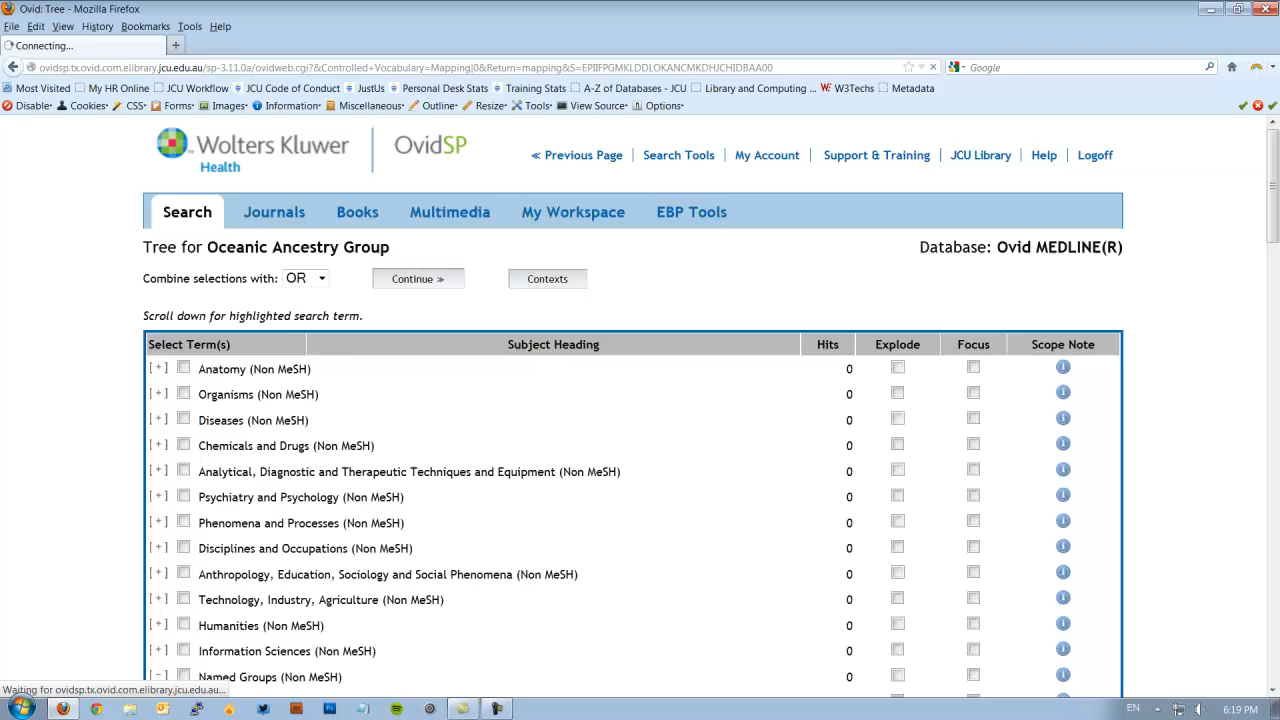 Ovid: Tree - Mozilla Firefox
File Edit View History Bookmarks Tools Help
Connecting...
ovidsp.tx.ovid.com.elibrary.jcu.edu.au/sp-3.11.0a/ovidweb.cgi?&Controlled+Vocabulary=Mapping|0&Return=mapping&S=EPIIFPGMKLDDLOKANCMKDHJCHIDBAA00 Google
Most Visited My HR Online JCU Workflow JCU Code of Conduct JustUs Personal Desk Stats Training Stats A-Z of Databases - JCU Library and Computing ... W3Techs Metadata
Disable Cookies CSS Forms Images Information Miscellaneous Outline Resize Tools View Source Options
Wolters Kluwer OvidSP
Health
« Previous Page Search Tools My Account Support & Training JCU Library Help Logoff
Search Journals Books Multimedia My Workspace EBP Tools
Tree for Oceanic Ancestry Group Database: Ovid MEDLINE(R)
Combine selections with: OR Continue » Contexts
Scroll down for highlighted search term.
Select Term(s) Subject Heading Hits Explode Focus Scope Note
[+] Anatomy (Non MeSH) 0
[+] Organisms (Non MeSH) 0
[+] Diseases (Non MeSH) 0
[+] Chemicals and Drugs (Non MeSH) 0
[+] Analytical, Diagnostic and Therapeutic Techniques and Equipment (Non MeSH) 0
[+] Psychiatry and Psychology (Non MeSH) 0
[+] Phenomena and Processes (Non MeSH) 0
[+] Disciplines and Occupations (Non MeSH) 0
[+] Anthropology, Education, Sociology and Social Phenomena (Non MeSH) 0
[+] Technology, Industry, Agriculture (Non MeSH) 0
[+] Humanities (Non MeSH) 0
[+] Information Sciences (Non MeSH) 0
[-] Named Groups (Non MeSH) 0
Waiting for ovidsp.tx.ovid.com.elibrary.jcu.edu.au...
EN 6:19 PM